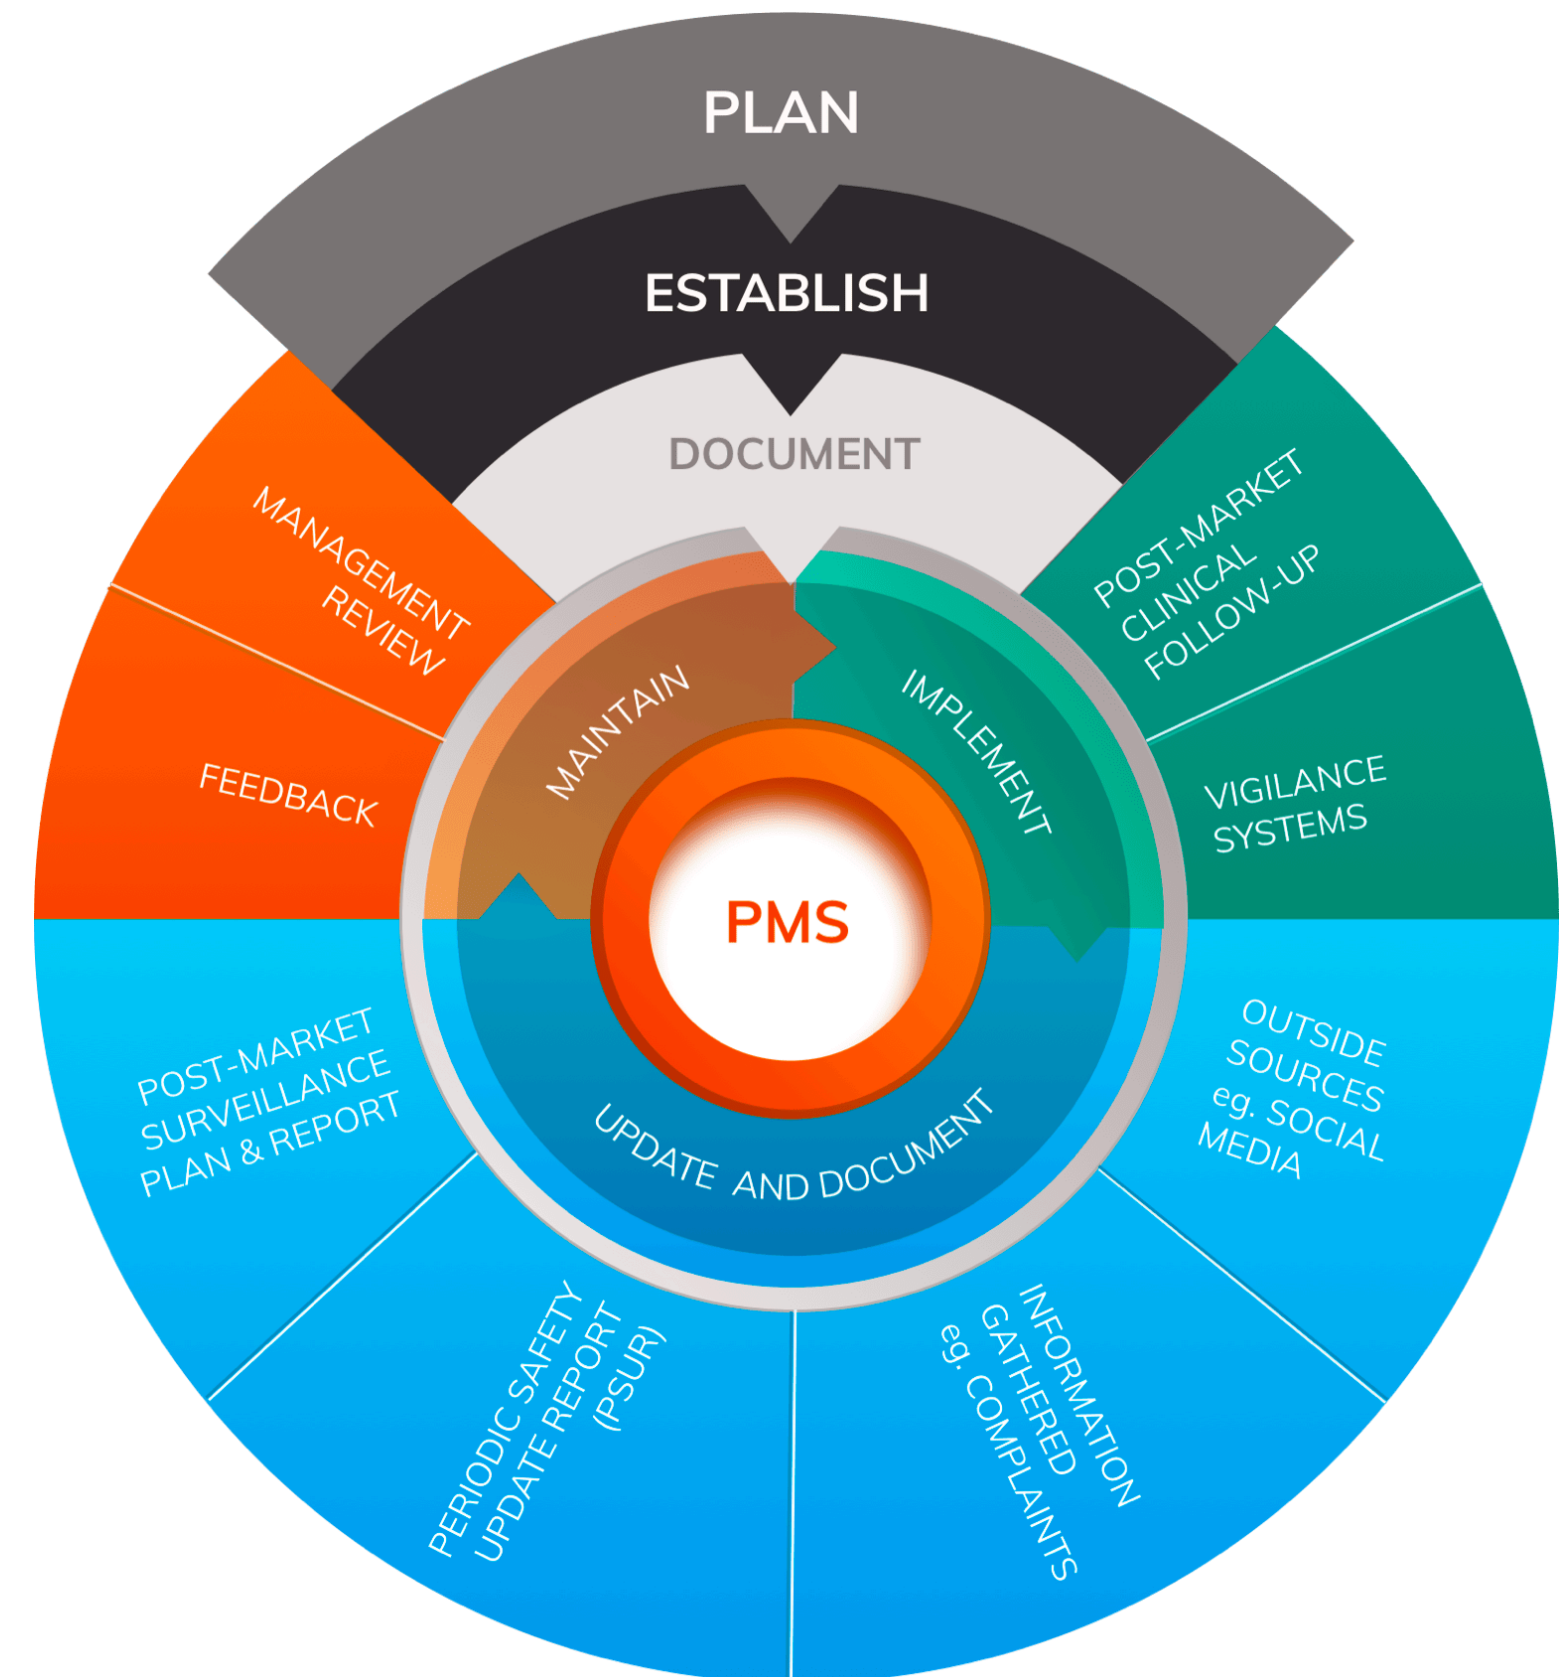 PLAN
ESTABLISH
DOCUMENT
MANAGEMENT
REVIEW
FEEDBACK
POST-MARKET
CLINICAL
FOLLOW-UP
VIGILANCE
SYSTEMS
MAINTAIN
IMPLEMENT
PMS
UPDATE AND DOCUMENT
POST-MARKET
SURVEILLANCE
PLAN & REPORT
OUTSIDE
SOURCES
eg. SOCIAL
MEDIA
PERIODIC SAFETY
UPDATE REPORT
(PSUR)
INFORMATION
GATHERED
eg. COMPLAINTS